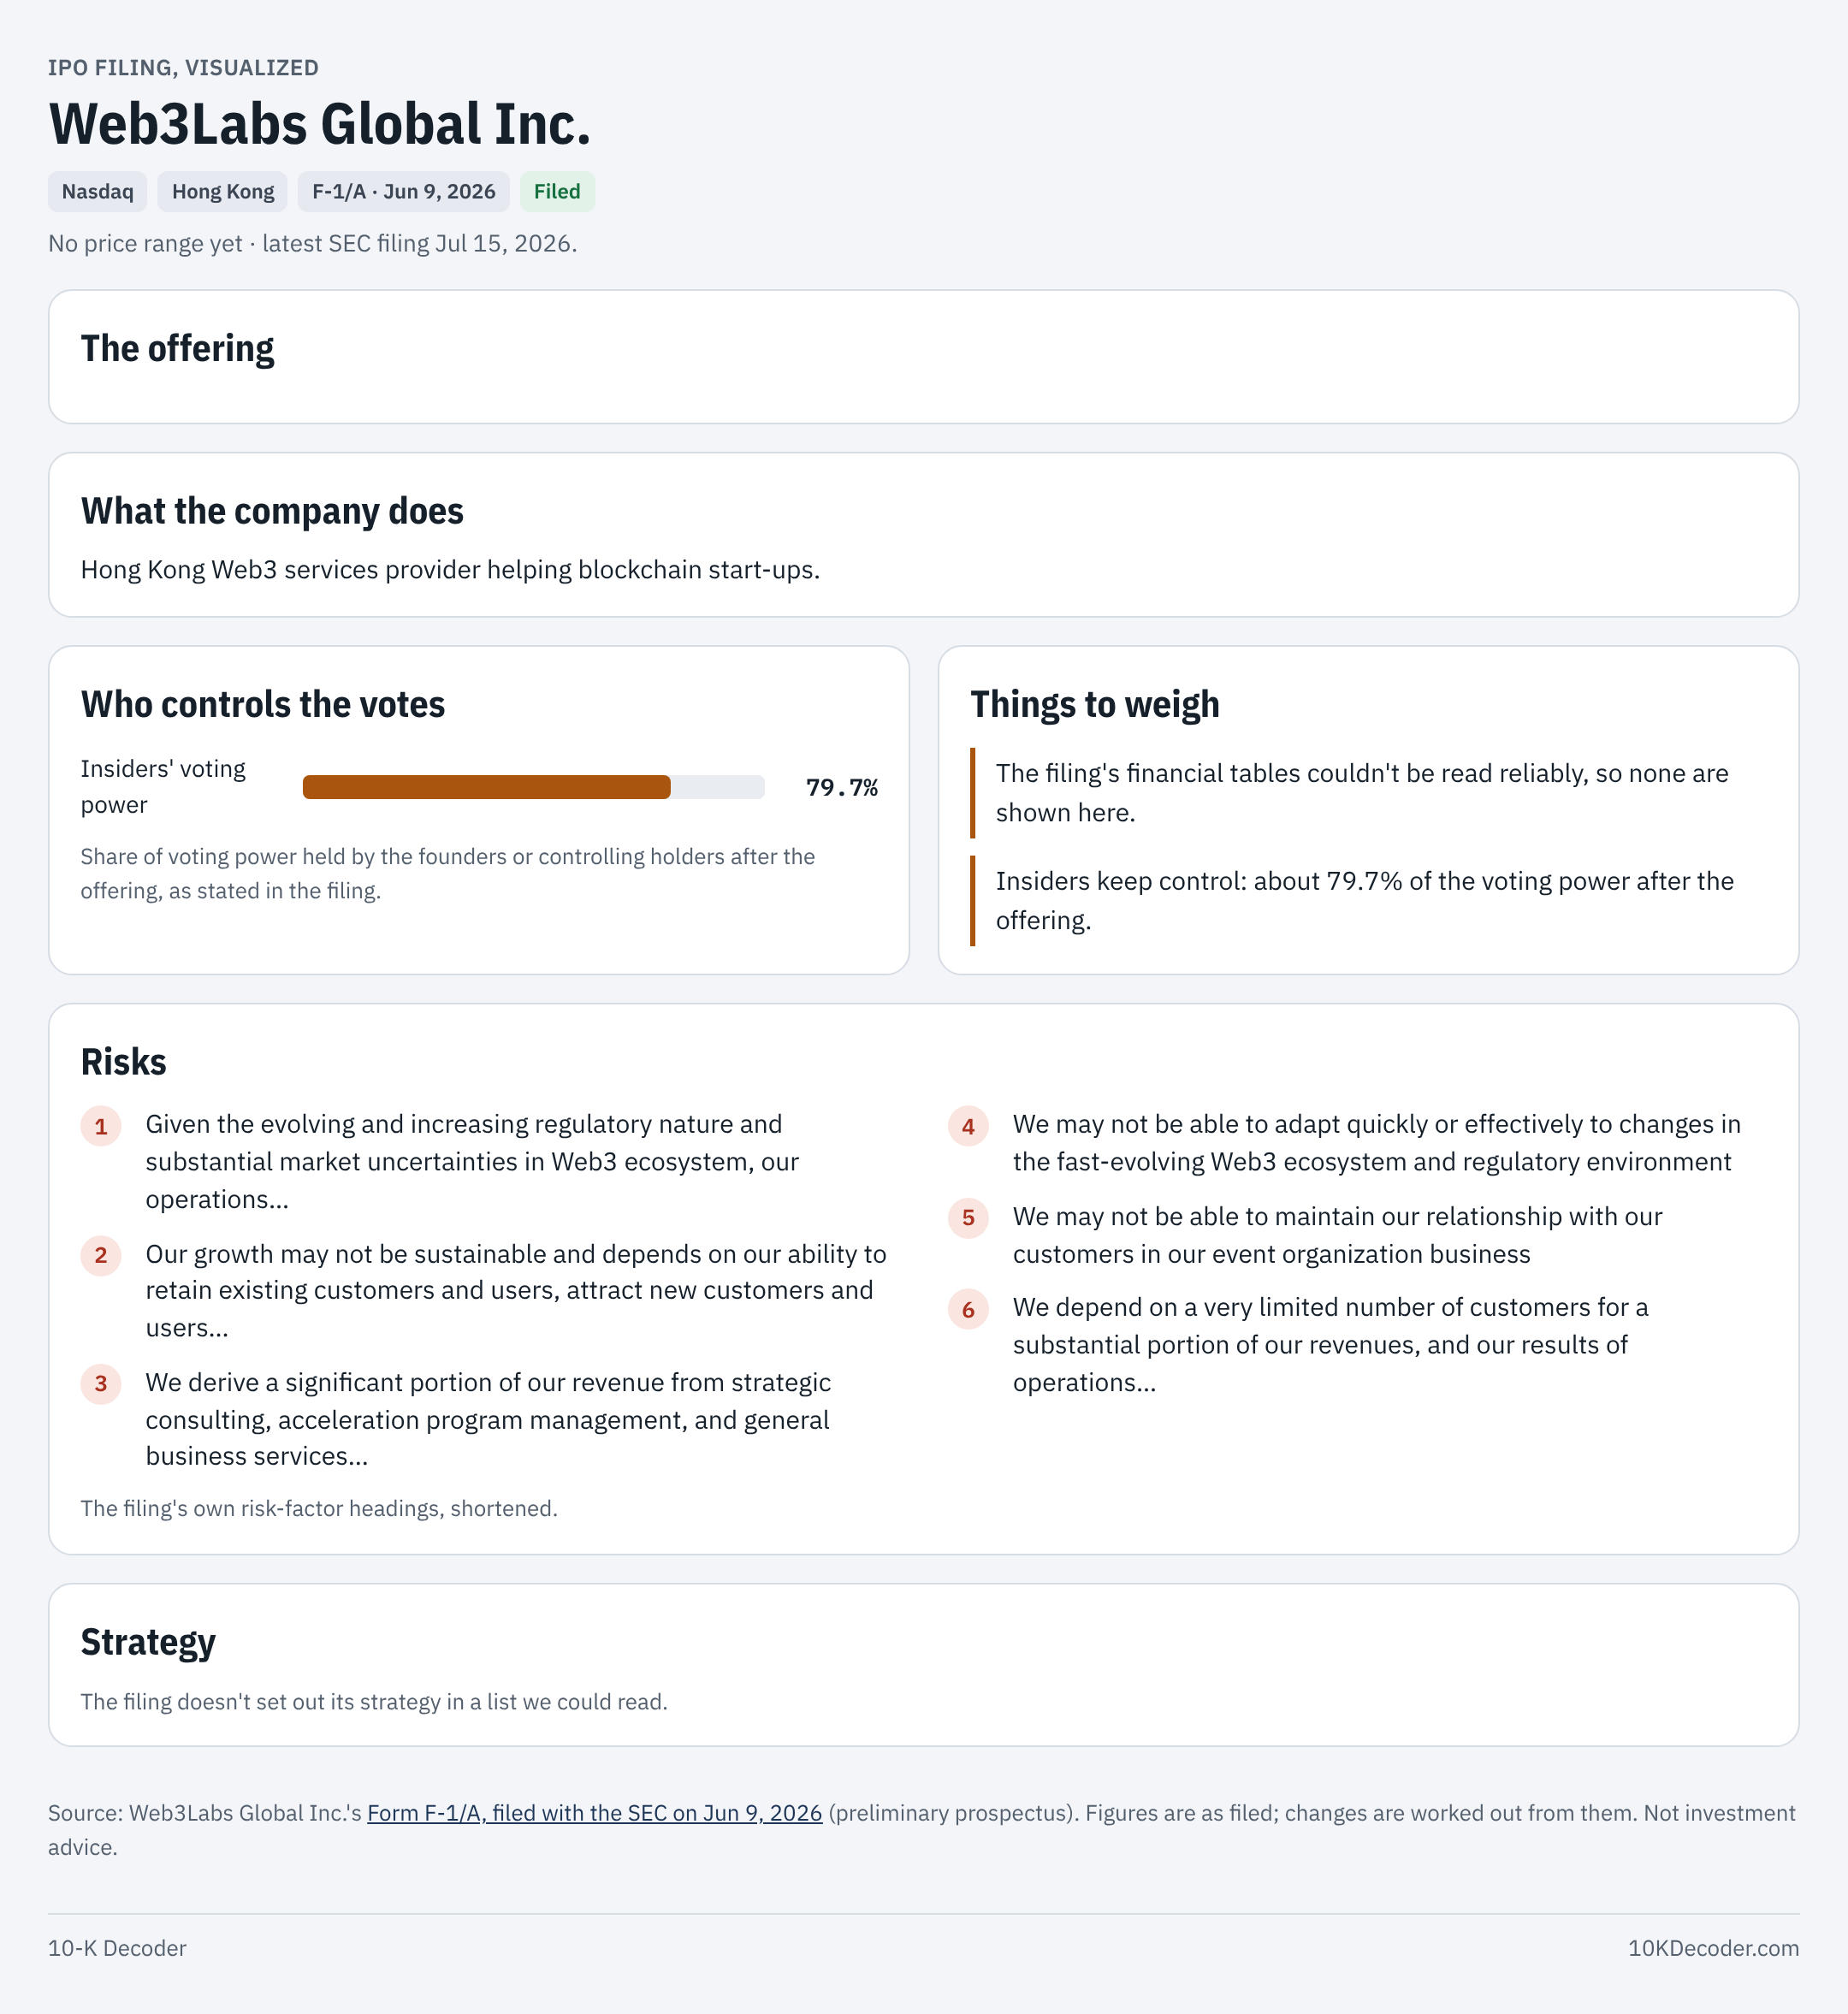 IPO FILING, VISUALIZED
Web3Labs Global Inc.
Nasdaq Hong Kong F-1/A · Jun 9, 2026 Filed
No price range yet · latest SEC filing Jul 15, 2026.
The offering
What the company does
Hong Kong Web3 services provider helping blockchain start-ups.
Who controls the votes
Insiders' voting
power
79.7%
Share of voting power held by the founders or controlling holders after the
offering, as stated in the filing.
Things to weigh
The filing's financial tables couldn't be read reliably, so none are
shown here.
Insiders keep control: about 79.7% of the voting power after the
offering.
Risks
1 Given the evolving and increasing regulatory nature and
substantial market uncertainties in Web3 ecosystem, our
operations...
2 Our growth may not be sustainable and depends on our ability to
retain existing customers and users, attract new customers and
users...
3 We derive a significant portion of our revenue from strategic
consulting, acceleration program management, and general
business services...
4 We may not be able to adapt quickly or effectively to changes in
the fast-evolving Web3 ecosystem and regulatory environment
5 We may not be able to maintain our relationship with our
customers in our event organization business
6 We depend on a very limited number of customers for a
substantial portion of our revenues, and our results of
operations...
The filing's own risk-factor headings, shortened.
Strategy
The filing doesn't set out its strategy in a list we could read.
Source: Web3Labs Global Inc.'s Form F-1/A, filed with the SEC on Jun 9, 2026 (preliminary prospectus). Figures are as filed; changes are worked out from them. Not investment
advice.
10-K Decoder
10KDecoder.com